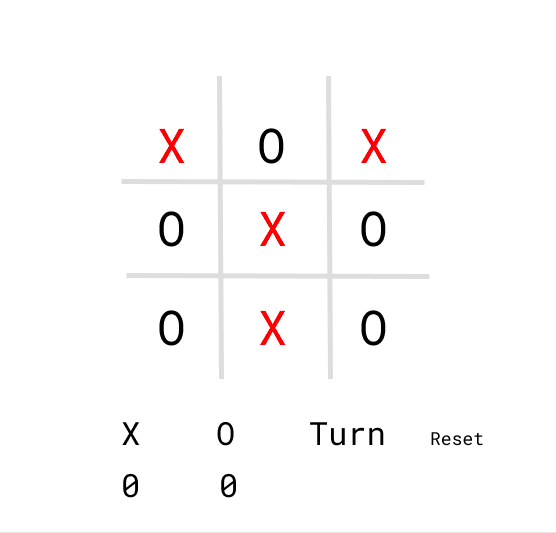 X O X
O X O
O X O
X O Turn Reset
0 0